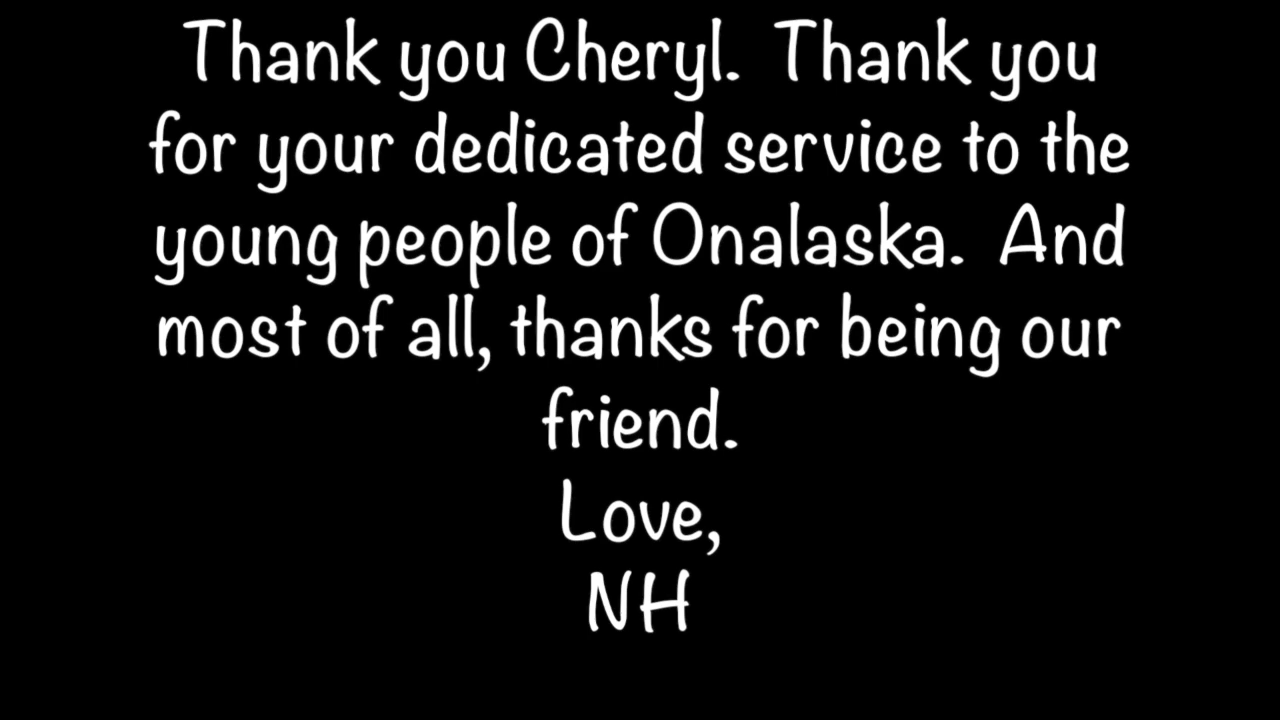 Thank you Cheryl.  Thank you
for your dedicated service to the
young people of Onalaska.  And
most of all, thanks for being our
friend.
Love,
NH